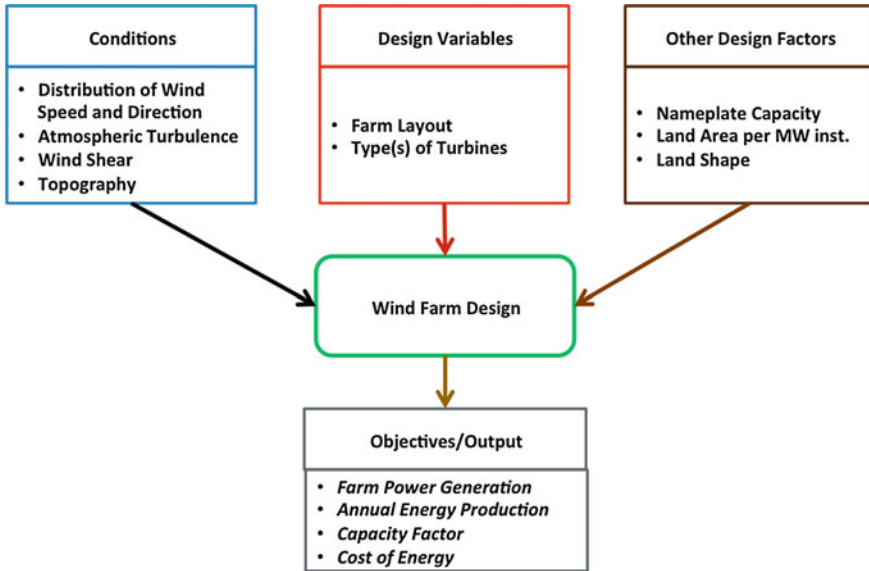 Conditions
• Distribution of Wind
Speed and Direction
• Atmospheric Turbulence
• Wind Shear
• Topography
Design Variables
• Farm Layout
• Type(s) of Turbines
Other Design Factors
• Nameplate Capacity
• Land Area per MW inst.
• Land Shape
Wind Farm Design
Objectives/Output
• Farm Power Generation
• Annual Energy Production
• Capacity Factor
• Cost of Energy